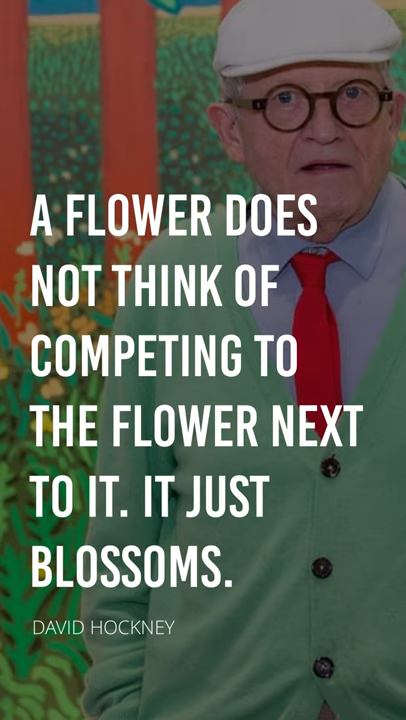 A FLOWER DOES
NOT THINK OF
COMPETING TO
THE FLOWER NEXT
TO IT. IT JUST
BLOSSOMS.
DAVID HOCKNEY